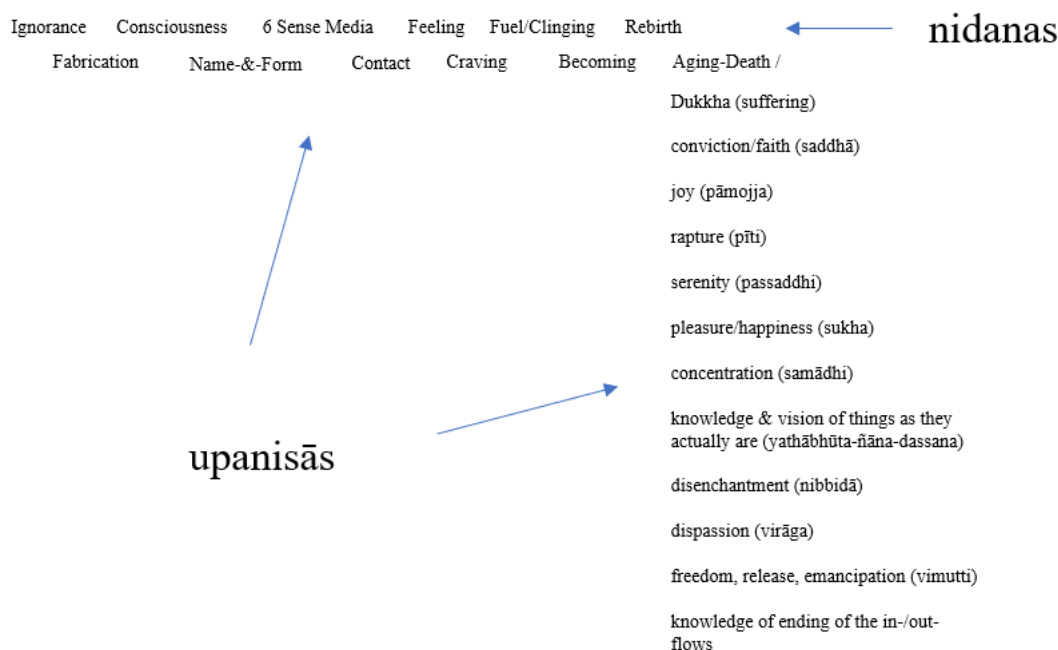 Ignorance Consciousness 6 Sense Media Feeling Fuel/Clinging Rebirth
nidanas
Fabrication Name-&-Form Contact Craving Becoming Aging-Death /
Dukkha (suffering)
conviction/faith (saddhā)
joy (pāmojja)
rapture (pīti)
serenity (passaddhi)
pleasure/happiness (sukha)
concentration (samādhi)
knowledge & vision of things as they
actually are (yathābhūta-ñāna-dassana)
upanisās
disenchantment (nibbidā)
dispassion (virāga)
freedom, release, emancipation (vimutti)
knowledge of ending of the in-/out-
flows